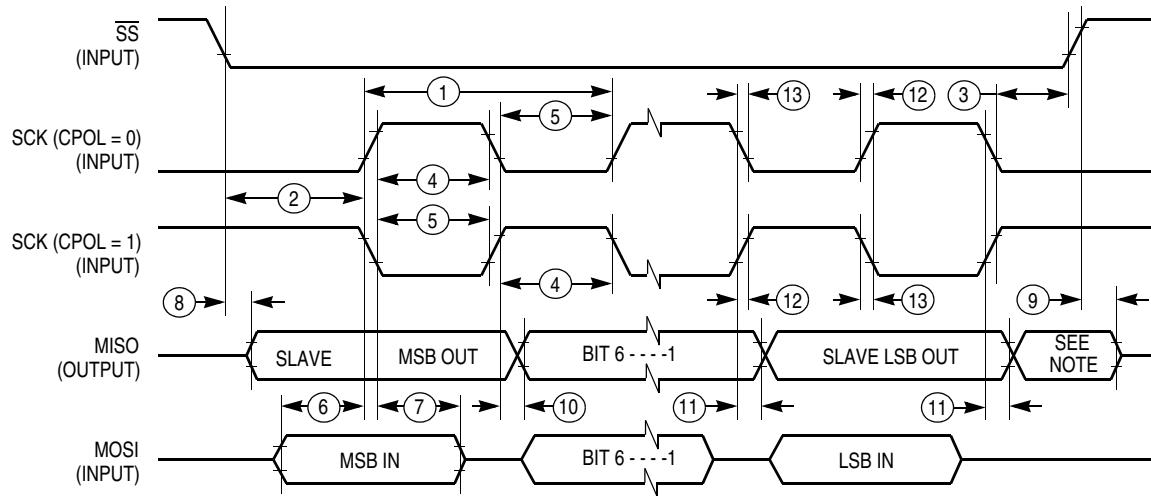 SS
(INPUT)
1
13
12
3
5
SCK (CPOL = 0)
(INPUT)
4
2
5
SCK (CPOL = 1)
(INPUT)
4
8
12
13
9
MISO
(OUTPUT)
SLAVE
MSB OUT
BIT 6 - - - -1
SLAVE LSB OUT
SEE
NOTE
6
7
10
11
11
MOSI
(INPUT)
MSB IN
BIT 6 - - - -1
LSB IN